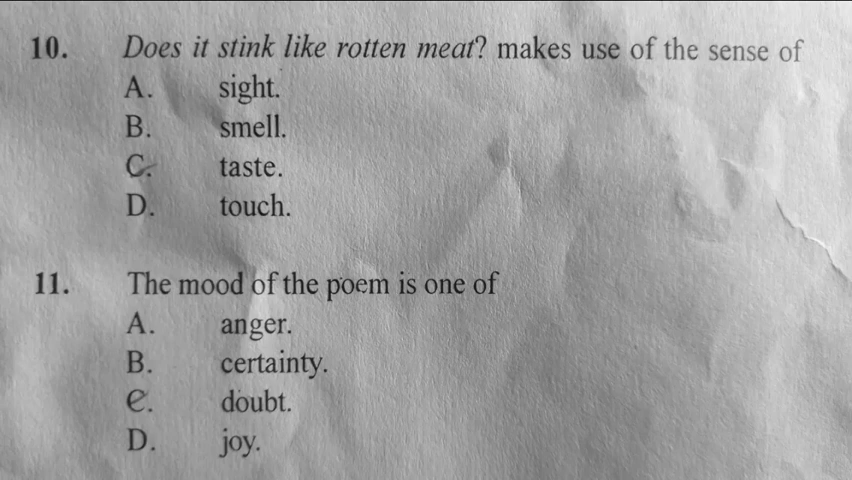 10. Does it stink like rotten meat? makes use of the sense of
A. sight.
B. smell.
C. taste.
D. touch.
11. The mood of the poem is one of
A. anger.
B. certainty.
C. doubt.
D. joy.